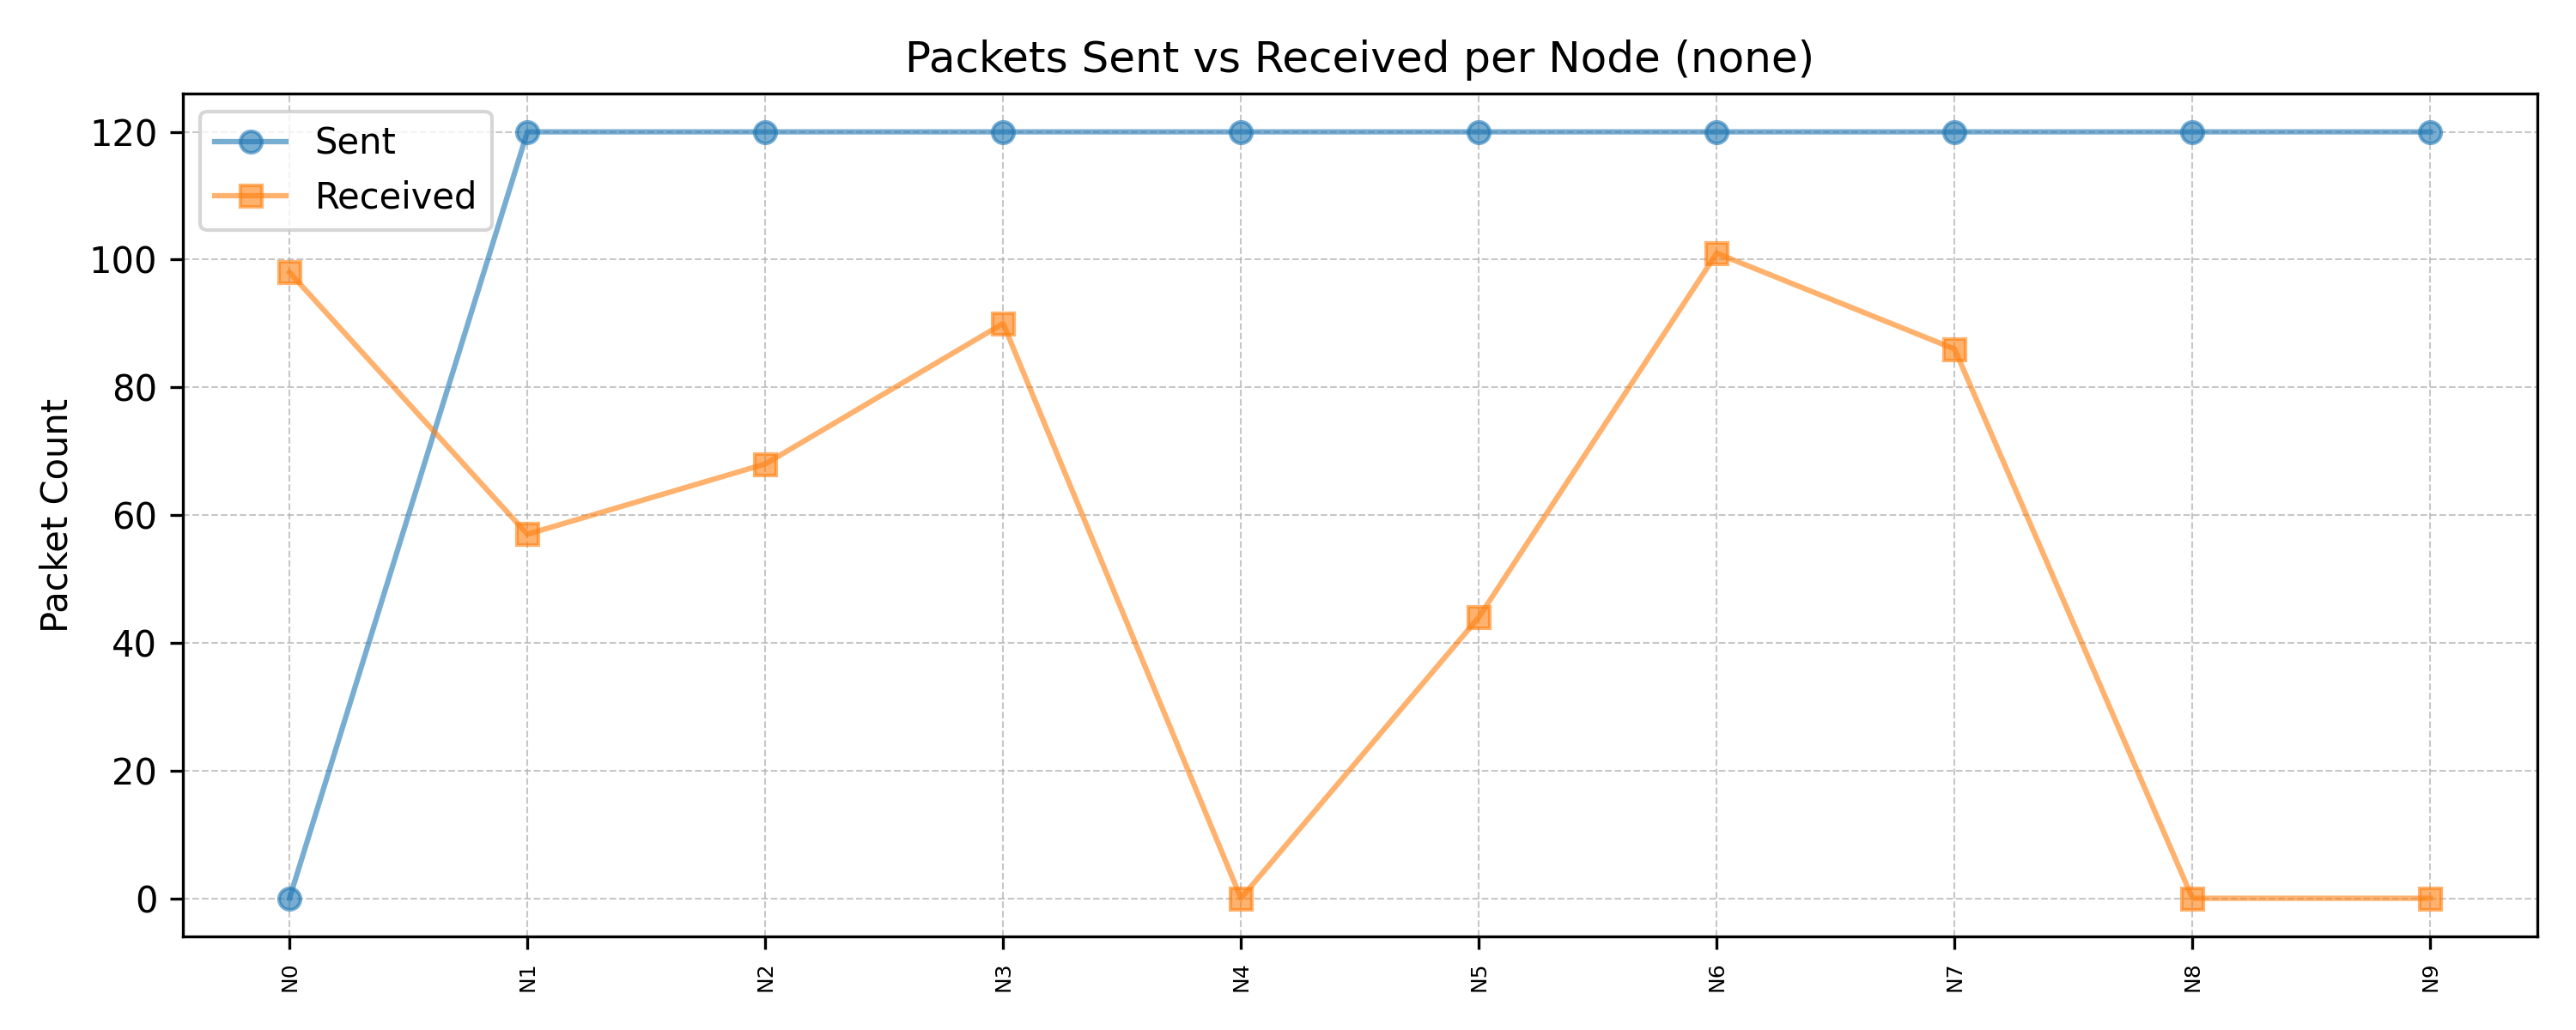 Packets Sent vs Received per Node (none)
Sent
Received
Packet Count
120
100
80
60
40
20
0
N0 N1 N2 N3 N4 N5 N6 N7 N8 N9